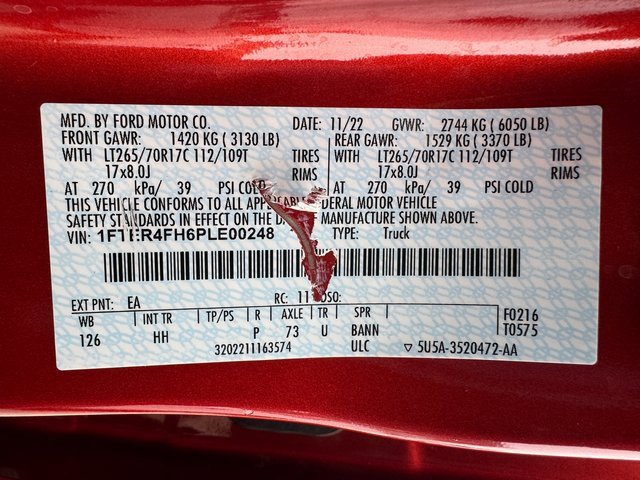 MFD. BY FORD MOTOR CO. DATE: 11/22 GVWR: 2744 KG ( 6050 LB)
FRONT GAWR: 1420 KG ( 3130 LB) REAR GAWR: 1529 KG ( 3370 LB)
WITH LT265/70R17C 112/109T TIRES WITH LT265/70R17C 112/109T TIRES
17x8.0J RIMS 17x8.0J RIMS
AT 270 kPa/ 39 PSI COLD AT 270 kPa/ 39 PSI COLD
THIS VEHICLE CONFORMS TO ALL DERAL MOTOR VEHICLE
SAFETY STANDARDS IN EFFECT ON THE MANUFACTURE SHOWN ABOVE.
VIN: 1FTER4FH6PLE00248 TYPE: Truck
EXT PNT: EA RC: DSO:
WB INT TR TP/PS R AXLE TR SPR F0216
126 HH P 73 U BANN T0575
3202211163574 ULC ▽ 5U5A-3520472-AA